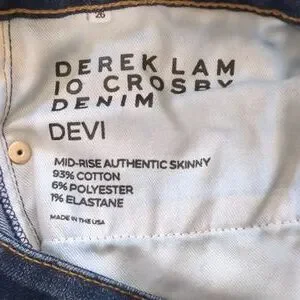 26
DEREK LAM
10 CROSBY
DENIM
DEVI
MID-RISE AUTHENTIC SKINNY
93% COTTON
6% POLYESTER
1% ELASTANE
MADE IN THE USA